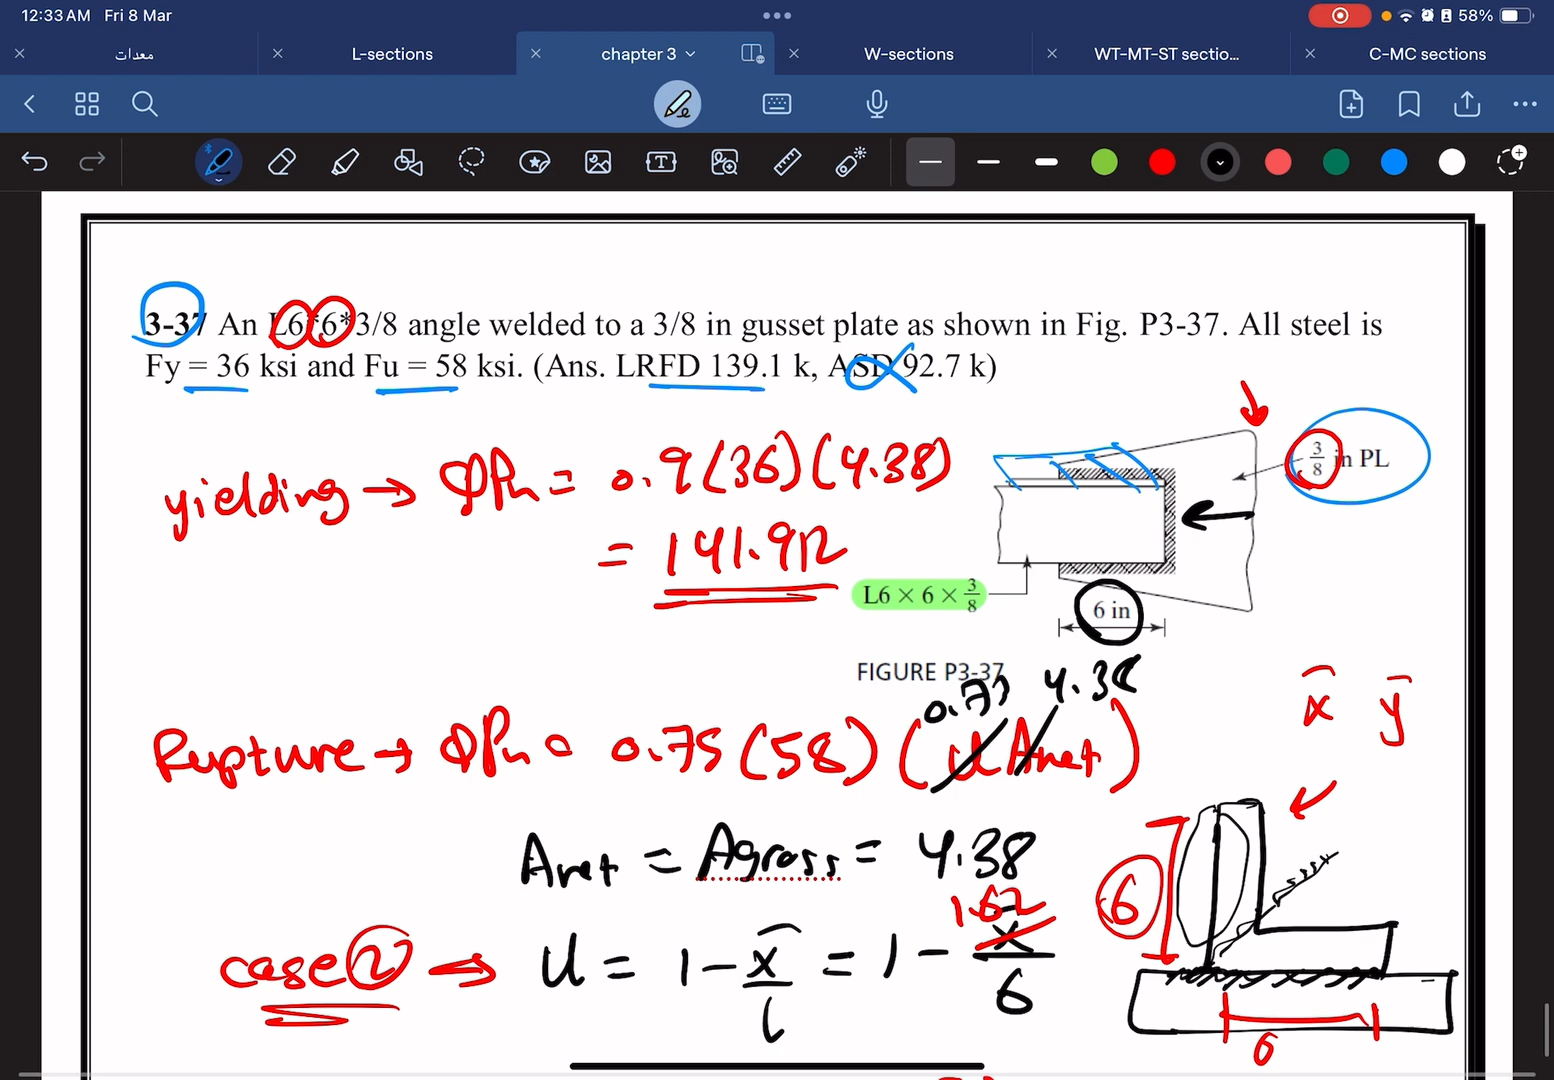 12:33 AM Fri 8 Mar
58%
معدات
L-sections
chapter 3
W-sections
WT-MT-ST sectio...
C-MC sections
3-37 An L6*6*3/8 angle welded to a 3/8 in gusset plate as shown in Fig. P3-37. All steel is
Fy = 36 ksi and Fu = 58 ksi. (Ans. LRFD 139.1 k, ASD 92.7 k)
yielding → ΦPn = 0.9(36)(4.38)
= 141.9k
3/8 in PL
L6 × 6 × 3/8
6 in
FIGURE P3-37
0.73 4.38
x̄ ȳ
Rupture → ΦPn = 0.75(58)(U Anet)
Anet = Agross = 4.38
1.62
6
case 2 → U = 1 - x̄/l = 1 - x̄/6
6